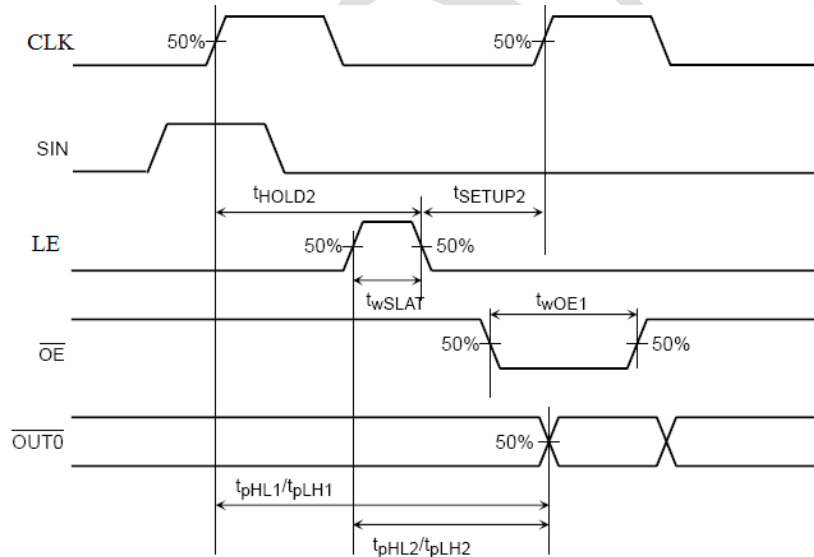 CLK 50% 50%
SIN
tHOLD2 tSETUP2
LE 50% 50%
twSLAT twOE1
OE 50% 50%
OUT0 50%
tpHL1/tpLH1
tpHL2/tpLH2